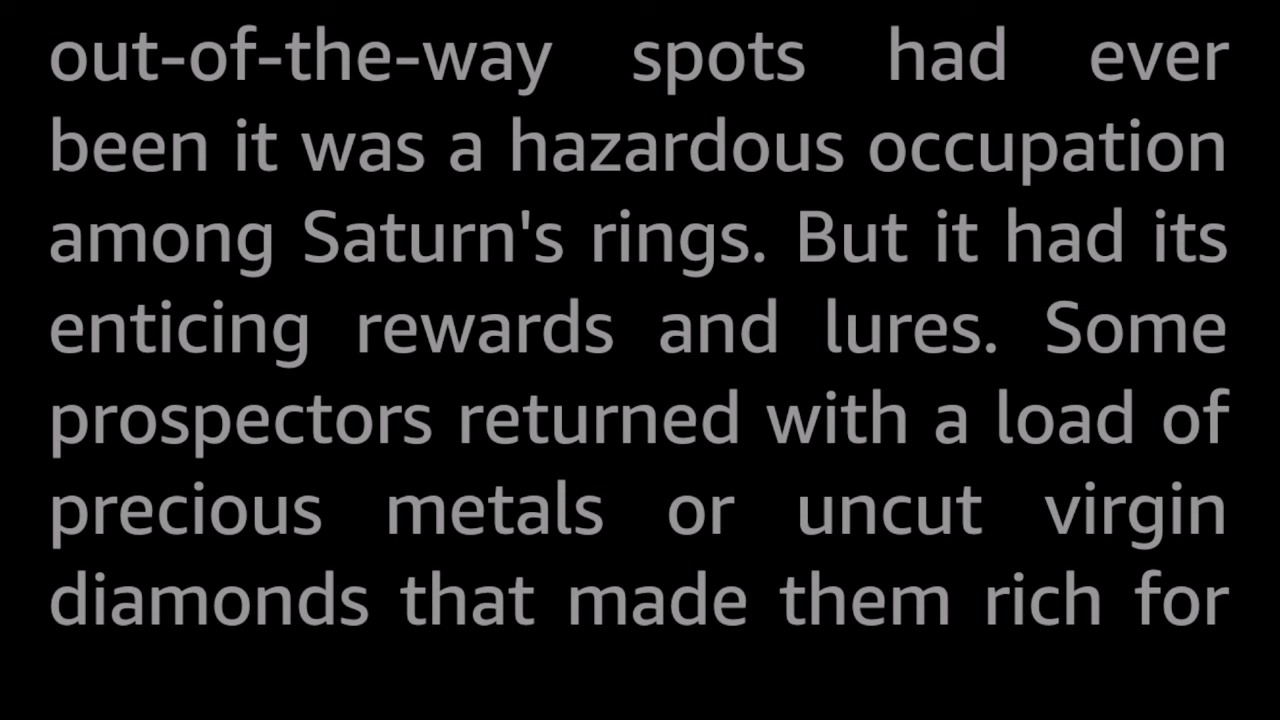 out-of-the-way spots had ever
been it was a hazardous occupation
among Saturn's rings. But it had its
enticing rewards and lures. Some
prospectors returned with a load of
precious metals or uncut virgin
diamonds that made them rich for